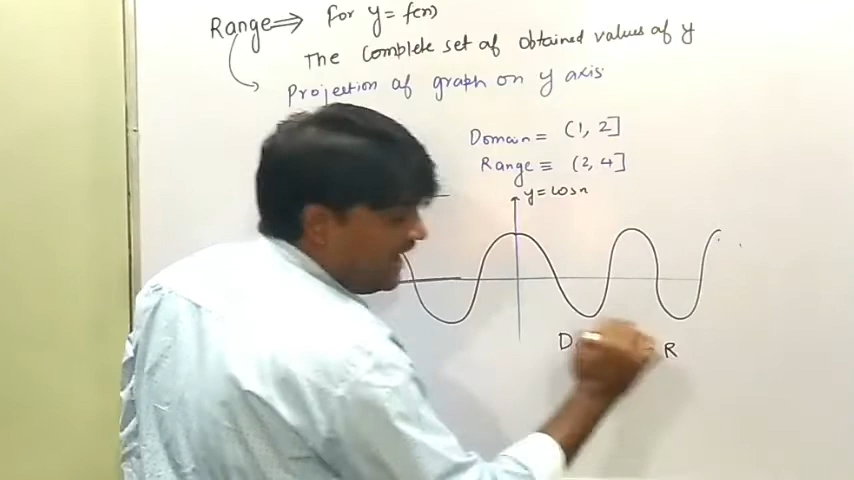 Range ⇒ For y = f(x)
The Complete set of obtained values of y
Projection of graph on y axis
Domain = (1, 2]
Range ≡ (2, 4]
y = cosx
D R